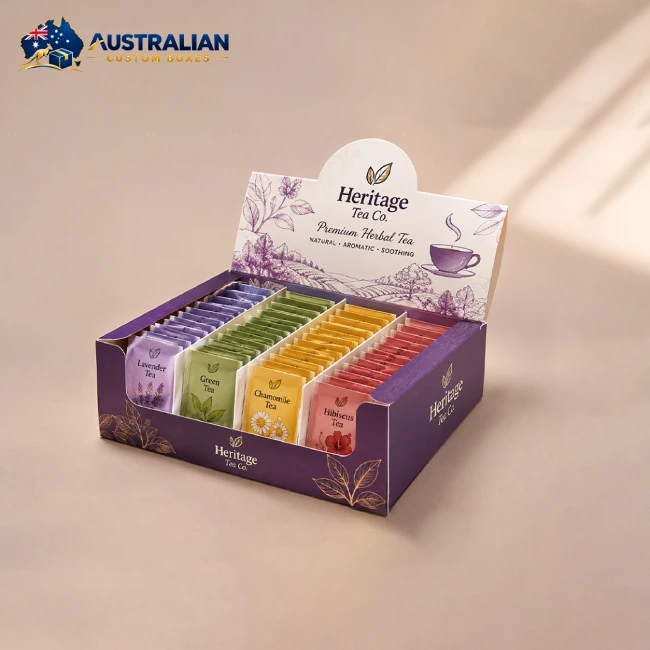 AUSTRALIAN
CUSTOM BOXES
Heritage
Tea Co.
Premium Herbal Tea
NATURAL • AROMATIC • SOOTHING
Lavender
Tea
Green
Tea
Chamomile
Tea
Hibiscus
Tea
Heritage
Tea Co.
Heritage
Tea Co.